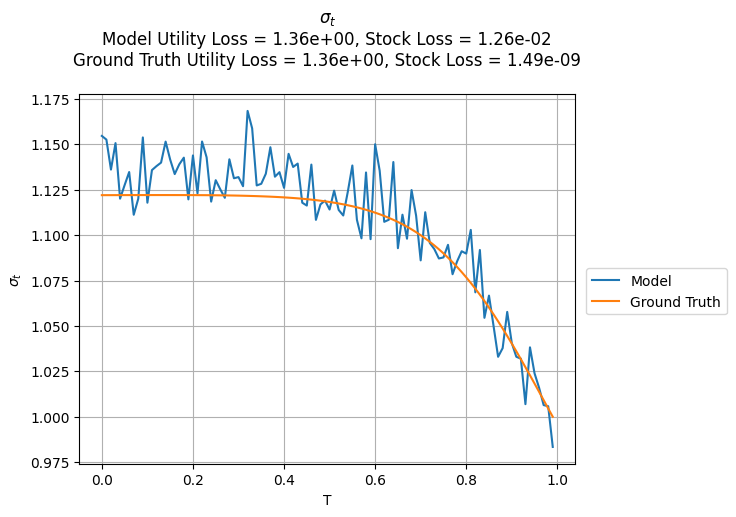 σₜ
Model Utility Loss = 1.36e+00, Stock Loss = 1.26e-02
Ground Truth Utility Loss = 1.36e+00, Stock Loss = 1.49e-09
1.175
1.150
1.125
1.100
1.075
1.050
1.025
1.000
0.975
σₜ
0.0 0.2 0.4 0.6 0.8 1.0
T
Model
Ground Truth